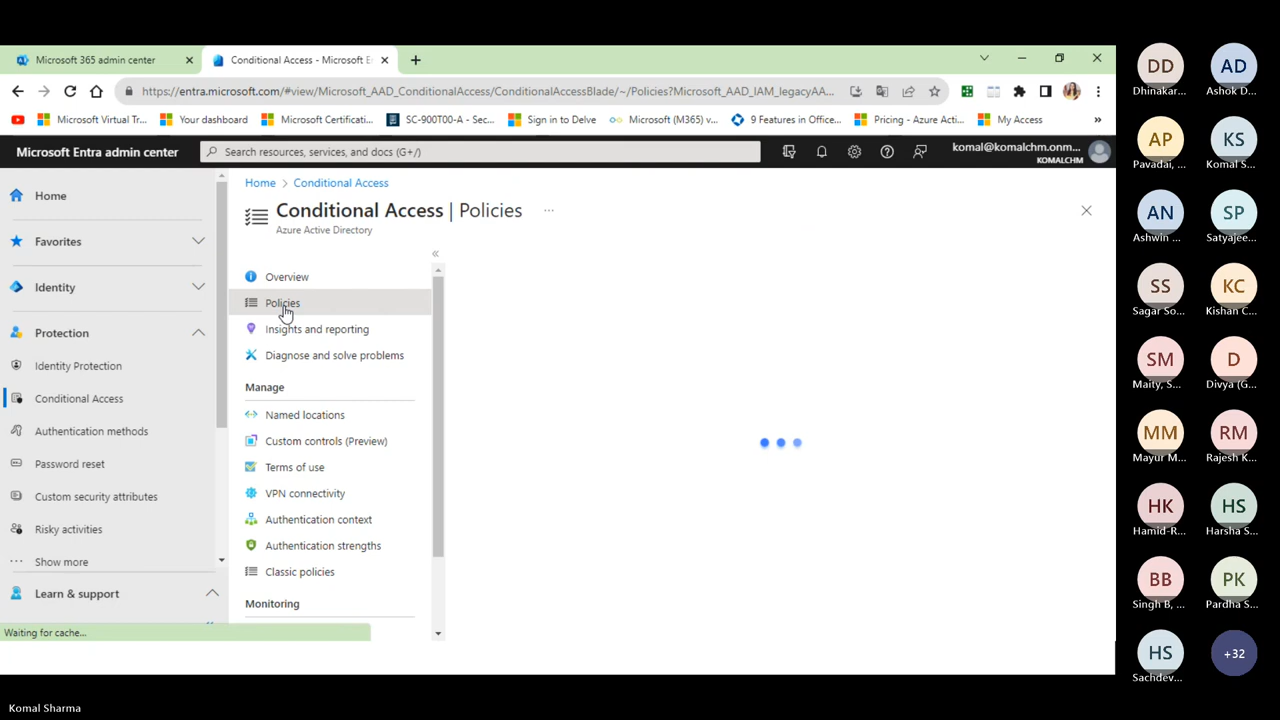 Microsoft 365 admin center
Conditional Access - Microsoft E
https://entra.microsoft.com/#view/Microsoft_AAD_ConditionalAccess/ConditionalAccessBlade/~/Policies?Microsoft_AAD_IAM_legacyAA...
Microsoft Virtual Tr...
Your dashboard
Microsoft Certificati...
SC-900T00-A - Sec...
Sign in to Delve
Microsoft (M365) v...
9 Features in Office...
Pricing - Azure Acti...
My Access
»
Microsoft Entra admin center
Search resources, services, and docs (G+/)
komal@komalchm.onm...
KOMALCHM
Home
Favorites
Identity
Protection
Identity Protection
Conditional Access
Authentication methods
Password reset
Custom security attributes
Risky activities
... Show more
Learn & support
Home > Conditional Access
Conditional Access | Policies ...
Azure Active Directory
«
Overview
Policies
Insights and reporting
Diagnose and solve problems
Manage
Named locations
Custom controls (Preview)
Terms of use
VPN connectivity
Authentication context
Authentication strengths
Classic policies
Monitoring
Waiting for cache...
DD
Dhinakar...
AD
Ashok D...
AP
Pavadai, ...
KS
Komal S...
AN
Ashwin ...
SP
Satyajee...
SS
Sagar So...
KC
Kishan C...
SM
Maity, S...
D
Divya (G...
MM
Mayur M...
RM
Rajesh K...
HK
Hamid-R...
HS
Harsha S...
BB
Singh B, ...
PK
Pardha S...
HS
Sachdev...
+32
Komal Sharma